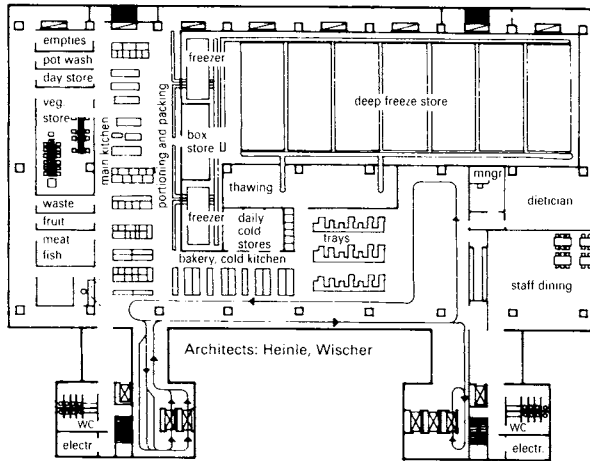 empties
pot wash
day store
veg.
store
waste
fruit
meat
fish
main kitchen
portioning and packing
freezer
box
store
freezer
deep freeze store
thawing
daily
cold
stores
trays
bakery, cold kitchen
mngr
dietician
staff dining
Architects: Heinle, Wischer
WC
electr.
WC
electr.